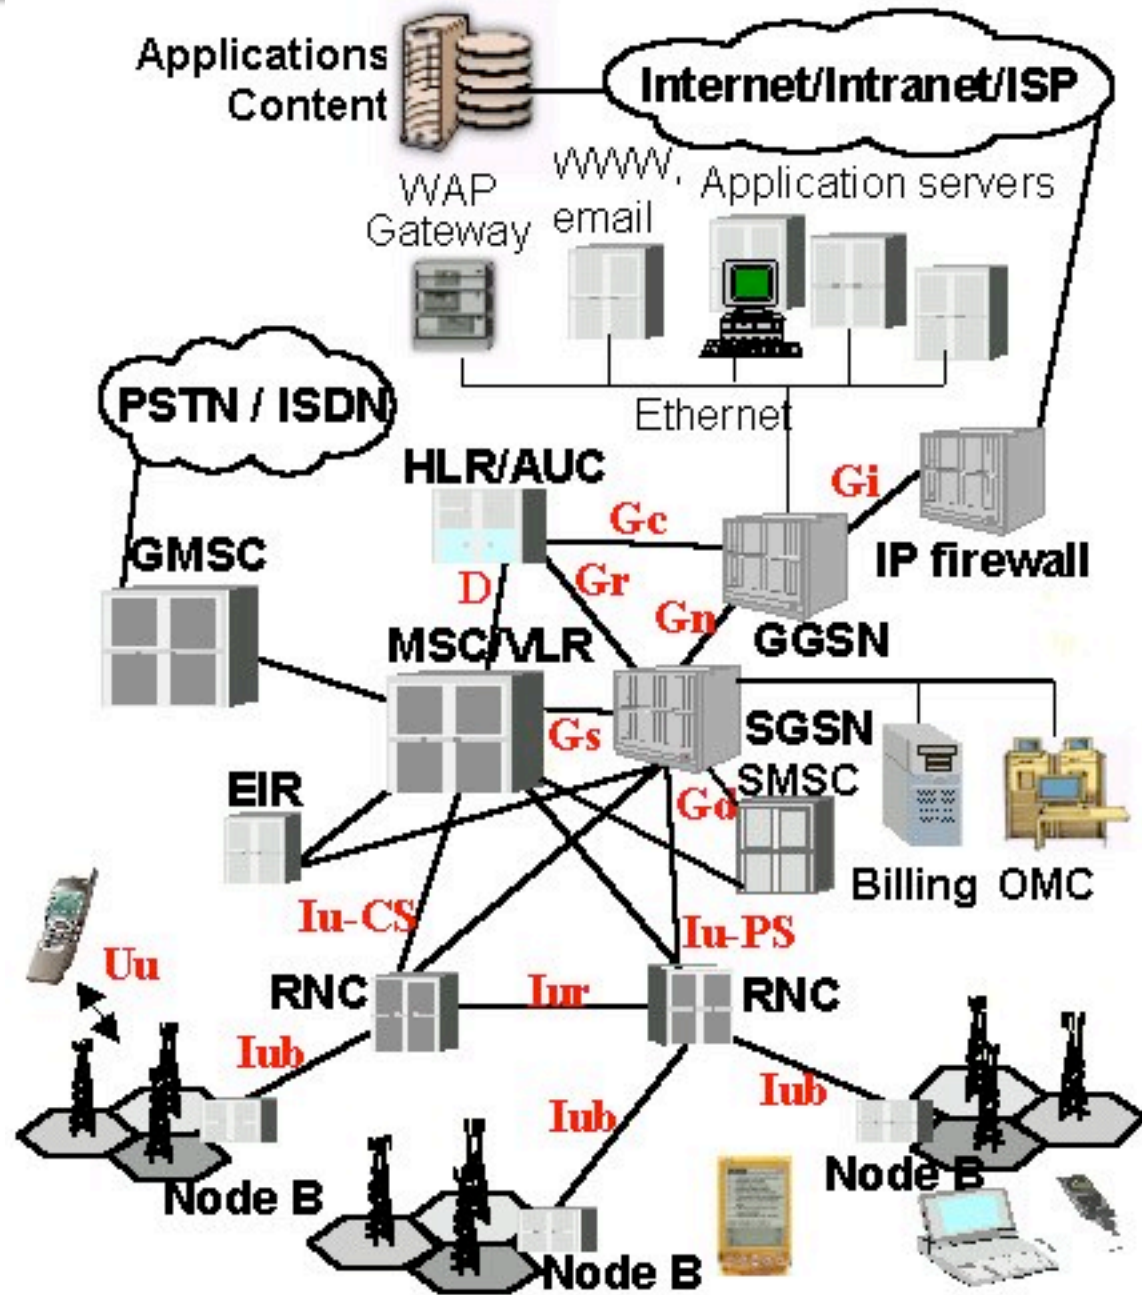 Applications
Content
Internet/Intranet/ISP
WAP
Gateway
WWW,
email
Application servers
Ethernet
PSTN / ISDN
HLR/AUC
Gc
Gi
IP firewall
GMSC
D
Gr
Gn
GGSN
MSC/VLR
Gs
SGSN
SMSC
Gd
EIR
Billing
OMC
Iu-CS
Iu-PS
Uu
RNC
Iur
RNC
Iub
Iub
Iub
Node B
Node B
Node B